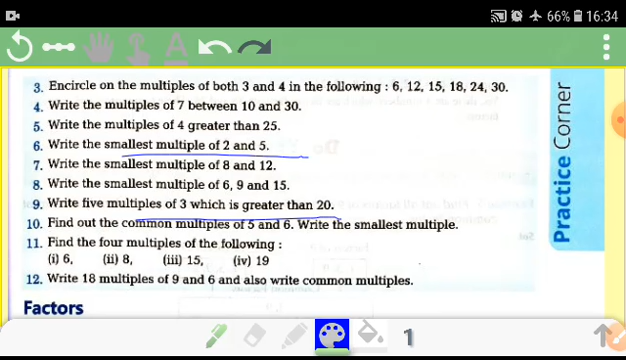 66% 16:34
3. Encircle on the multiples of both 3 and 4 in the following : 6, 12, 15, 18, 24, 30.
4. Write the multiples of 7 between 10 and 30.
5. Write the multiples of 4 greater than 25.
6. Write the smallest multiple of 2 and 5.
7. Write the smallest multiple of 8 and 12.
8. Write the smallest multiple of 6, 9 and 15.
9. Write five multiples of 3 which is greater than 20.
10. Find out the common multiples of 5 and 6. Write the smallest multiple.
11. Find the four multiples of the following :
(i) 6, (ii) 8, (iii) 15, (iv) 19
12. Write 18 multiples of 9 and 6 and also write common multiples.
Factors
Practice Corner
A
1